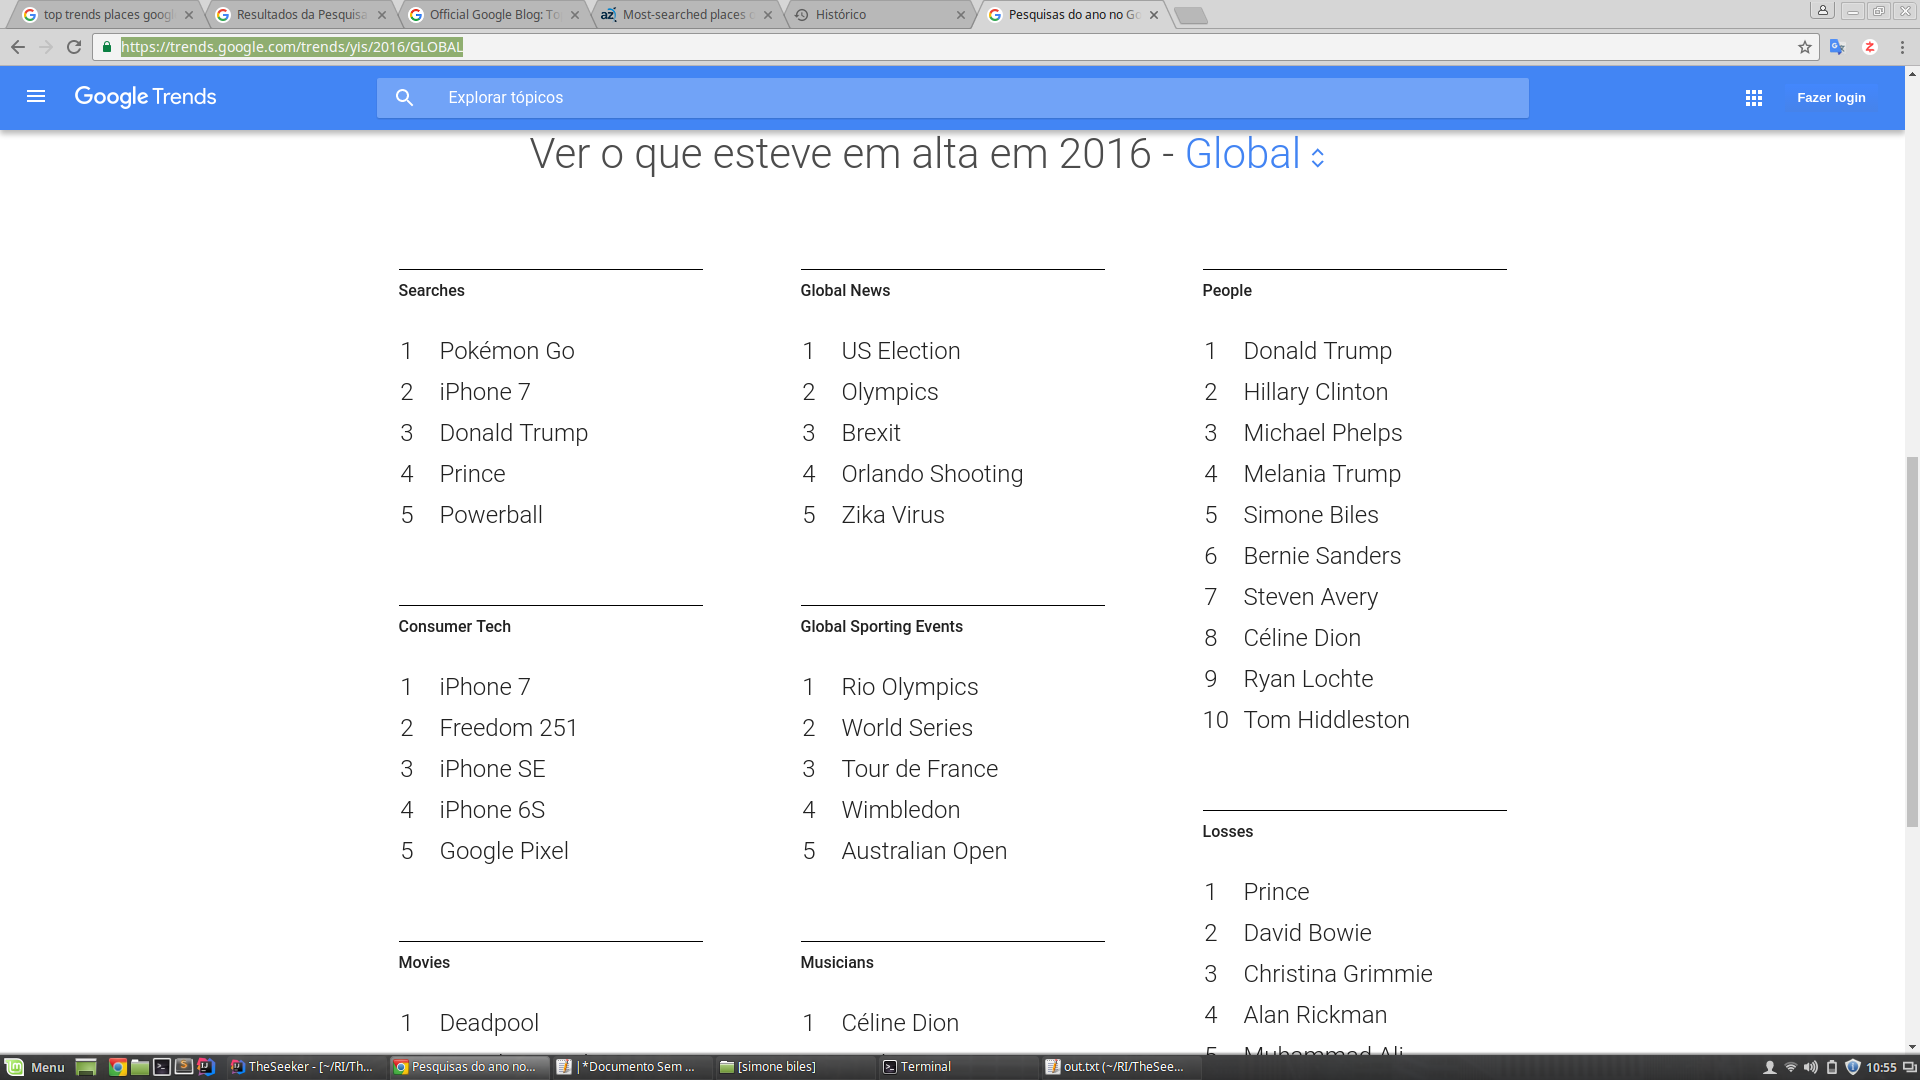 top trends places googl
Resultados da Pesquisa
Official Google Blog: To
Most-searched places o
Histórico
Pesquisas do ano no Go
https://trends.google.com/trends/yis/2016/GLOBAL
Google Trends
Explorar tópicos
Fazer login
Ver o que esteve em alta em 2016 - Global
Searches
1 Pokémon Go
2 iPhone 7
3 Donald Trump
4 Prince
5 Powerball
Global News
1 US Election
2 Olympics
3 Brexit
4 Orlando Shooting
5 Zika Virus
People
1 Donald Trump
2 Hillary Clinton
3 Michael Phelps
4 Melania Trump
5 Simone Biles
6 Bernie Sanders
7 Steven Avery
8 Céline Dion
9 Ryan Lochte
10 Tom Hiddleston
Consumer Tech
1 iPhone 7
2 Freedom 251
3 iPhone SE
4 iPhone 6S
5 Google Pixel
Global Sporting Events
1 Rio Olympics
2 World Series
3 Tour de France
4 Wimbledon
5 Australian Open
Losses
1 Prince
2 David Bowie
3 Christina Grimmie
4 Alan Rickman
5 Muhammad Ali
Movies
1 Deadpool
Musicians
1 Céline Dion
Menu
TheSeeker - [~/RI/Th...
Pesquisas do ano no...
|*Documento Sem ...
[simone biles]
Terminal
out.txt (~/RI/TheSee...
10:55